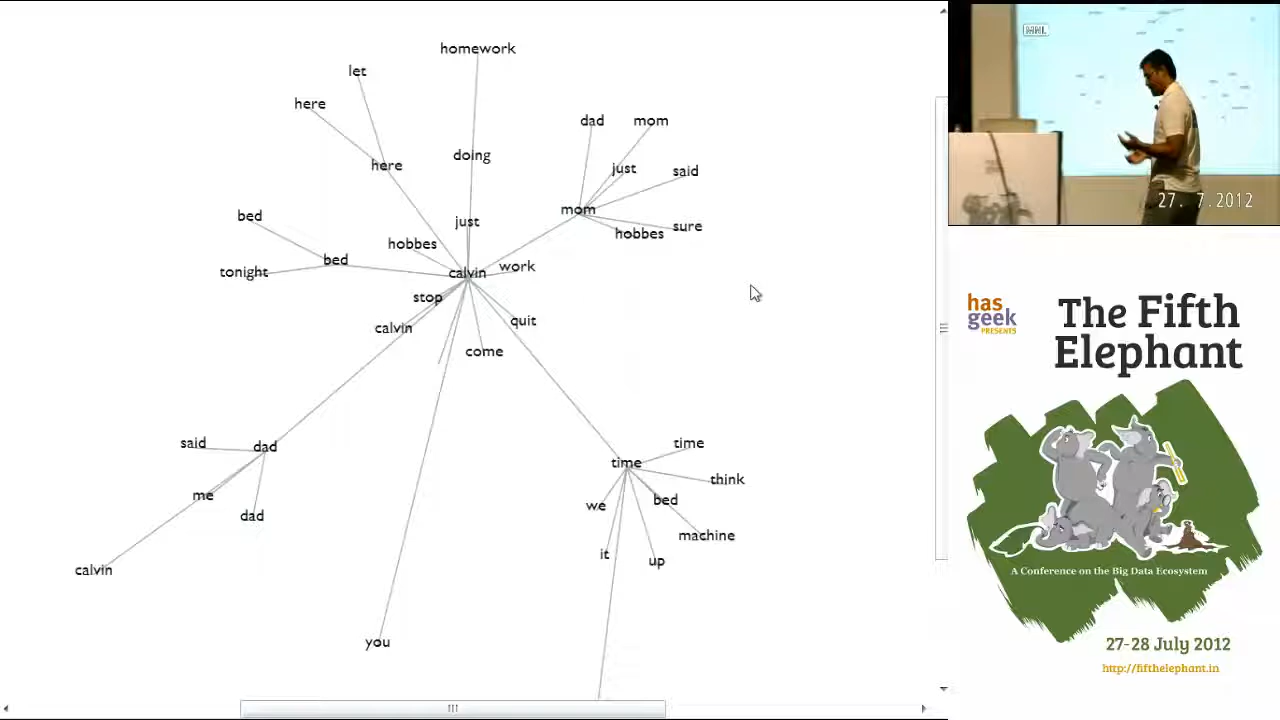 homework
let
here
dad
mom
doing
here
just
said
mom
bed
just
hobbes
sure
hobbes
bed
tonight
calvin
work
stop
calvin
quit
come
said
dad
time
time
think
me
we
bed
dad
machine
it
up
calvin
you
27. 7.2012
has
geek
PRESENTS
The Fifth
Elephant
A Conference on the Big Data Ecosystem
27-28 July 2012
http://fifthelephant.in